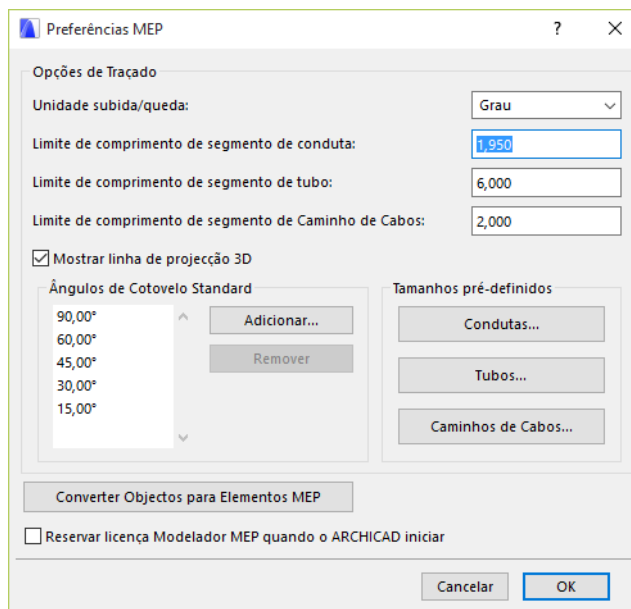 Preferências MEP
Opções de Traçado
Unidade subida/queda: Grau
Limite de comprimento de segmento de conduta: 1,950
Limite de comprimento de segmento de tubo: 6,000
Limite de comprimento de segmento de Caminho de Cabos: 2,000
Mostrar linha de projecção 3D
Ângulos de Cotovelo Standard
90,00°
60,00°
45,00°
30,00°
15,00°
Adicionar...
Remover
Tamanhos pré-definidos
Condutas...
Tubos...
Caminhos de Cabos...
Converter Objectos para Elementos MEP
Reservar licença Modelador MEP quando o ARCHICAD iniciar
Cancelar OK